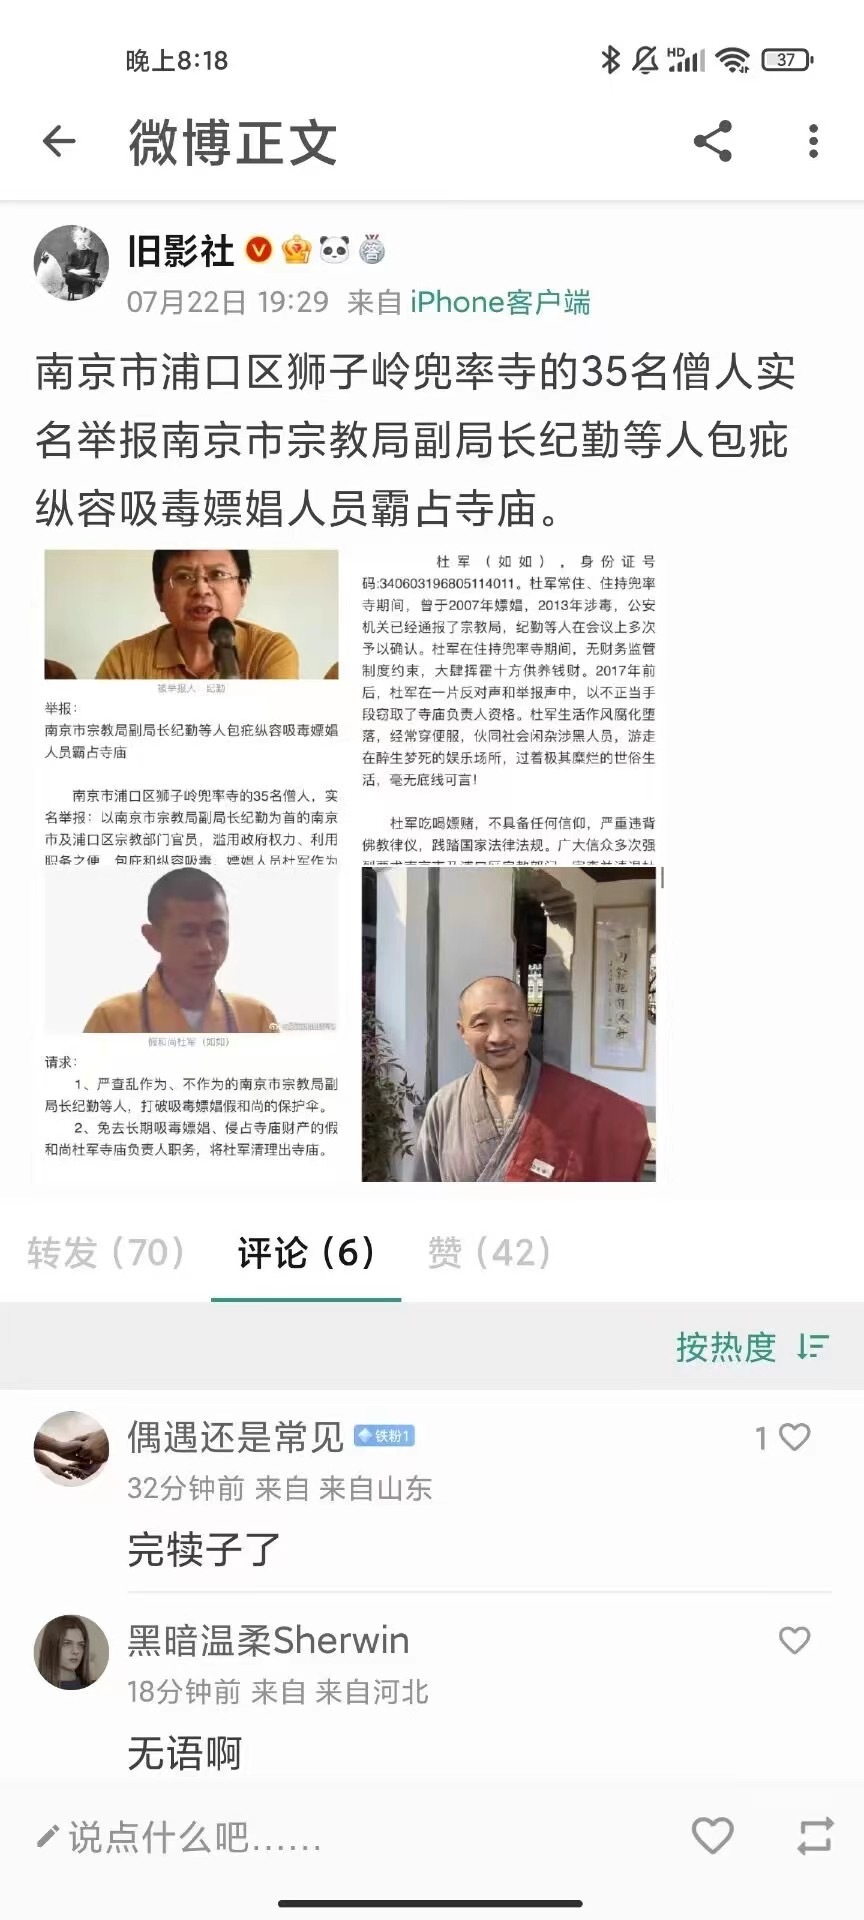 晚上8:18
HD
37
微博正文
旧影社
07月22日 19:29 来自 iPhone客户端
南京市浦口区狮子岭兜率寺的35名僧人实
名举报南京市宗教局副局长纪勤等人包庇
纵容吸毒嫖娼人员霸占寺庙。
被举报人 纪勤
举报：
南京市宗教局副局长纪勤等人包庇纵容吸毒嫖娼
人员霸占寺庙
南京市浦口区狮子岭兜率寺的35名僧人，实
名举报：以南京市宗教局副局长纪勤为首的南京
市及浦口区宗教部门官员，滥用政府权力、利用
职务之便，包庇和纵容吸毒、嫖娼人员杜军作为
杜军（如如），身份证号
码:340603196805114011。杜军常住、住持兜率
寺期间，曾于2007年嫖娼，2013年涉毒，公安
机关已经通报了宗教局，纪勤等人在会议上多次
予以确认。杜军在住持兜率寺期间，无财务监管
制度约束，大肆挥霍十方供养钱财。2017年前
后，杜军在一片反对声和举报声中，以不正当手
段窃取了寺庙负责人资格。杜军生活作风腐化堕
落，经常穿便服，伙同社会闲杂涉黑人员，游走
在醉生梦死的娱乐场所，过着极其糜烂的世俗生
活，毫无底线可言！
杜军吃喝嫖赌，不具备任何信仰，严重违背
佛教律仪，践踏国家法律法规。广大信众多次强
假和尚杜军（如如）
请求：
1、严查乱作为、不作为的南京市宗教局副
局长纪勤等人，打破吸毒嫖娼假和尚的保护伞。
2、免去长期吸毒嫖娼、侵占寺庙财产的假
和尚杜军寺庙负责人职务，将杜军清理出寺庙。
转发（70） 评论（6） 赞（42）
按热度
偶遇还是常见 铁粉1
1
32分钟前 来自 来自山东
完犊子了
黑暗温柔Sherwin
18分钟前 来自 来自河北
无语啊
说点什么吧……